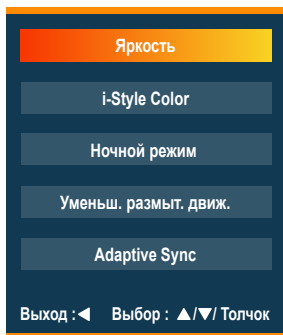 Яркость
i-Style Color
Ночной режим
Уменьш. размыт. движ.
Adaptive Sync
Выход :◀ Выбор : ▲/▼/ Толчок